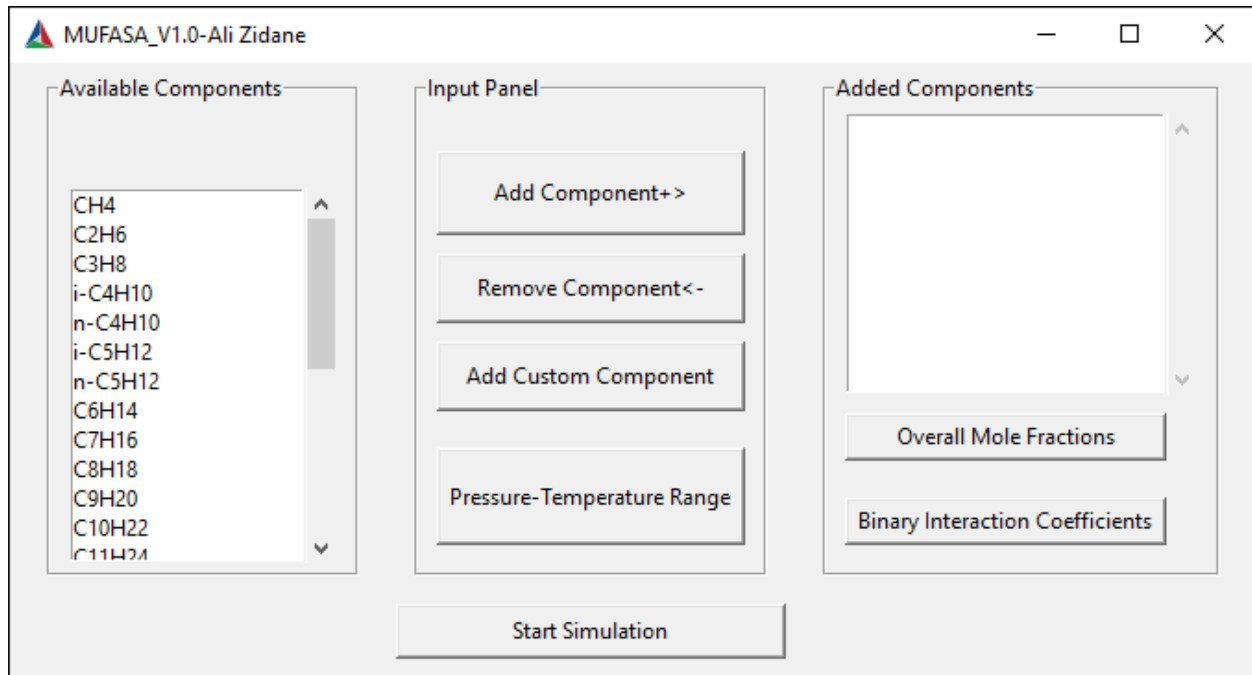 MUFASA_V1.0-Ali Zidane
Available Components
CH4
C2H6
C3H8
i-C4H10
n-C4H10
i-C5H12
n-C5H12
C6H14
C7H16
C8H18
C9H20
C10H22
C11H24
Input Panel
Add Component+>
Remove Component<-
Add Custom Component
Pressure-Temperature Range
Added Components
Overall Mole Fractions
Binary Interaction Coefficients
Start Simulation